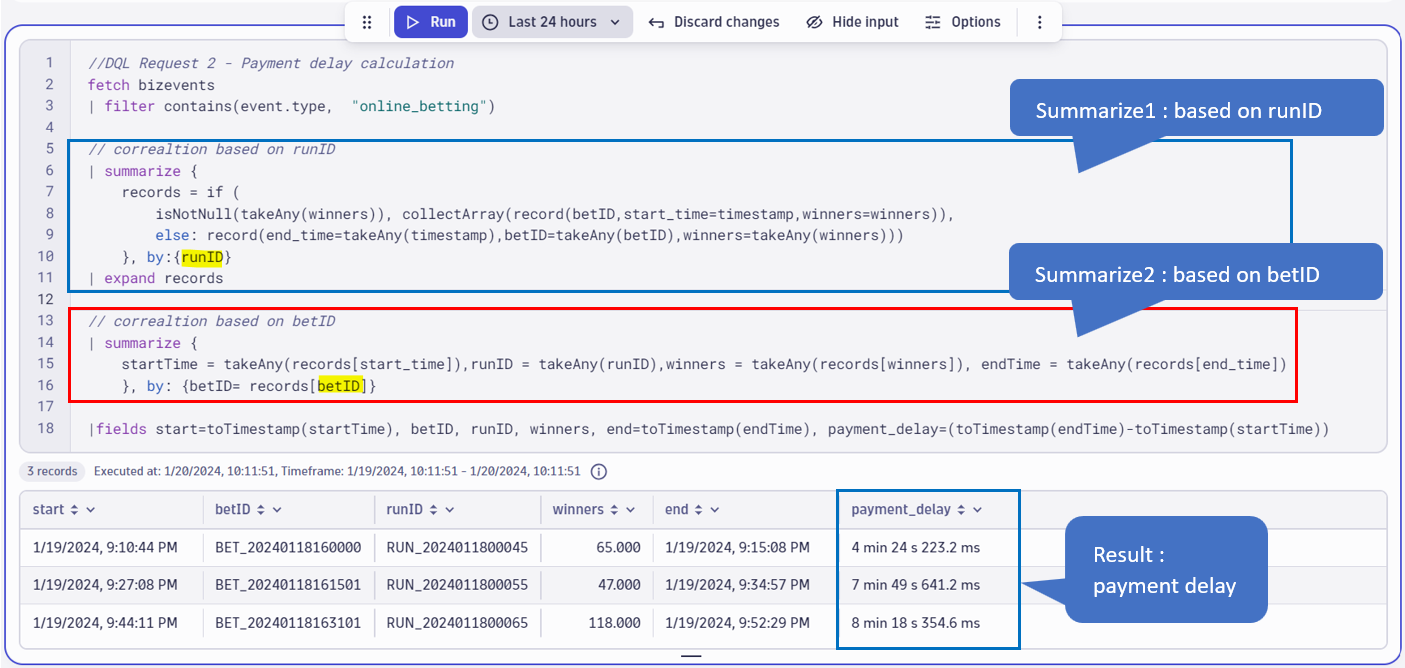 Run
Last 24 hours
Discard changes
Hide input
Options
1 //DQL Request 2 - Payment delay calculation
2 fetch bizevents
3 | filter contains(event.type,  "online_betting")
4
Summarize1 : based on runID
5 // correaltion based on runID
6 | summarize {
7 records = if (
8 isNotNull(takeAny(winners)), collectArray(record(betID,start_time=timestamp,winners=winners)),
9 else: record(end_time=takeAny(timestamp),betID=takeAny(betID),winners=takeAny(winners)))
10 }, by:{runID}
11 | expand records
Summarize2 : based on betID
12
13 // correaltion based on betID
14 | summarize {
15 startTime = takeAny(records[start_time]),runID = takeAny(runID),winners = takeAny(records[winners]), endTime = takeAny(records[end_time])
16 }, by: {betID= records[betID]}
17
18 |fields start=toTimestamp(startTime), betID, runID, winners, end=toTimestamp(endTime), payment_delay=(toTimestamp(endTime)-toTimestamp(startTime))
3 records Executed at: 1/20/2024, 10:11:51, Timeframe: 1/19/2024, 10:11:51 - 1/20/2024, 10:11:51
start betID runID winners end payment_delay
1/19/2024, 9:10:44 PM BET_20240118160000 RUN_2024011800045 65.000 1/19/2024, 9:15:08 PM 4 min 24 s 223.2 ms
1/19/2024, 9:27:08 PM BET_20240118161501 RUN_2024011800055 47.000 1/19/2024, 9:34:57 PM 7 min 49 s 641.2 ms
1/19/2024, 9:44:11 PM BET_20240118163101 RUN_2024011800065 118.000 1/19/2024, 9:52:29 PM 8 min 18 s 354.6 ms
Result :
payment delay